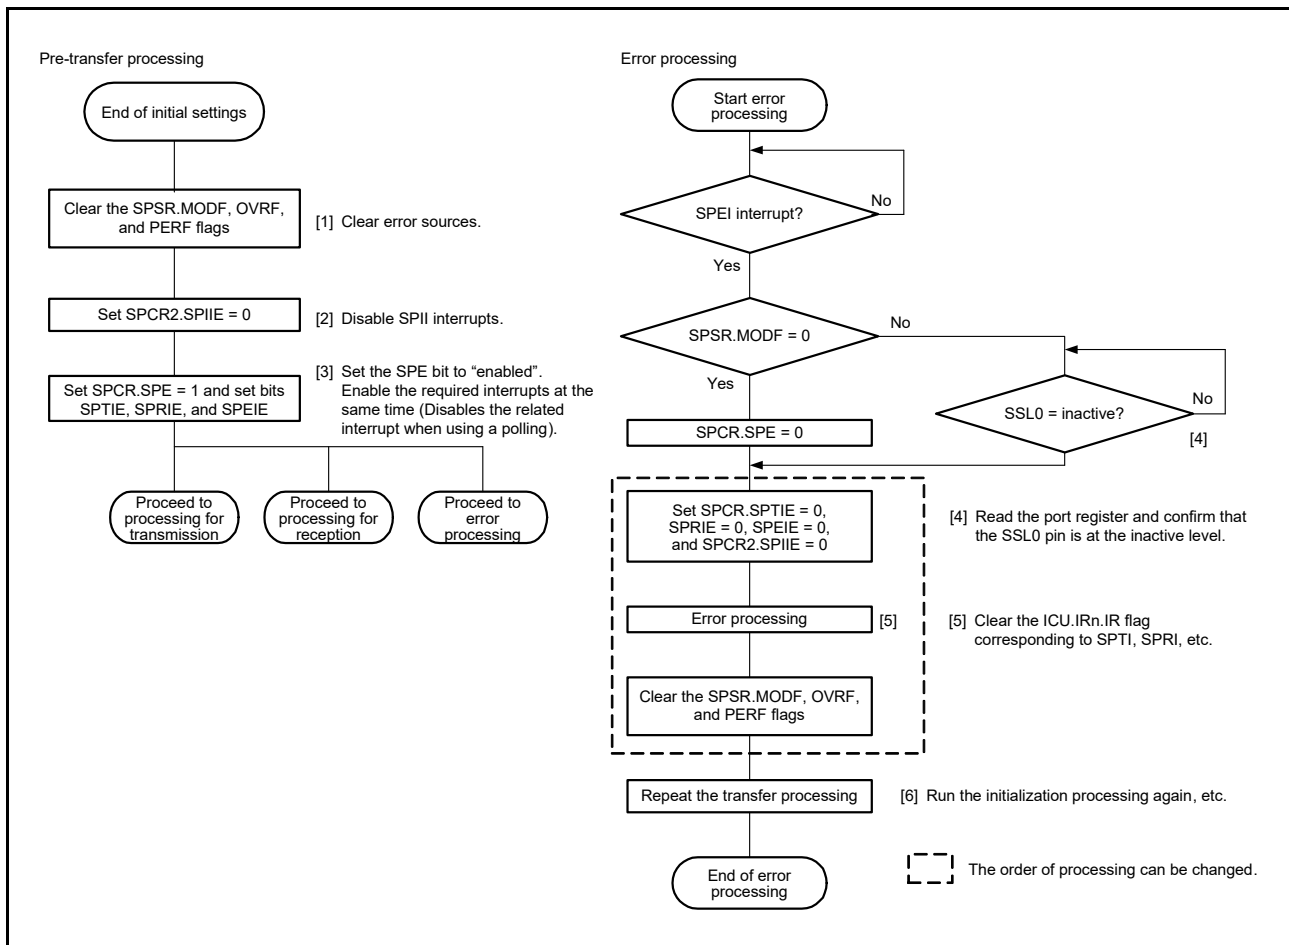 Pre-transfer processing
End of initial settings
Clear the SPSR.MODF, OVRF,
and PERF flags
[1] Clear error sources.
Set SPCR2.SPIIE = 0
[2] Disable SPII interrupts.
Set SPCR.SPE = 1 and set bits
SPTIE, SPRIE, and SPEIE
[3] Set the SPE bit to “enabled”.
Enable the required interrupts at the
same time (Disables the related
interrupt when using a polling).
Proceed to
processing for
transmission
Proceed to
processing for
reception
Proceed to
error
processing
Error processing
Start error
processing
SPEI interrupt?
No
Yes
SPSR.MODF = 0
No
Yes
SSL0 = inactive?
No
[4]
SPCR.SPE = 0
Set SPCR.SPTIE = 0,
SPRIE = 0, SPEIE = 0,
and SPCR2.SPIIE = 0
[4] Read the port register and confirm that
the SSL0 pin is at the inactive level.
Error processing
[5]
[5] Clear the ICU.IRn.IR flag
corresponding to SPTI, SPRI, etc.
Clear the SPSR.MODF, OVRF,
and PERF flags
Repeat the transfer processing
[6] Run the initialization processing again, etc.
End of error
processing
The order of processing can be changed.